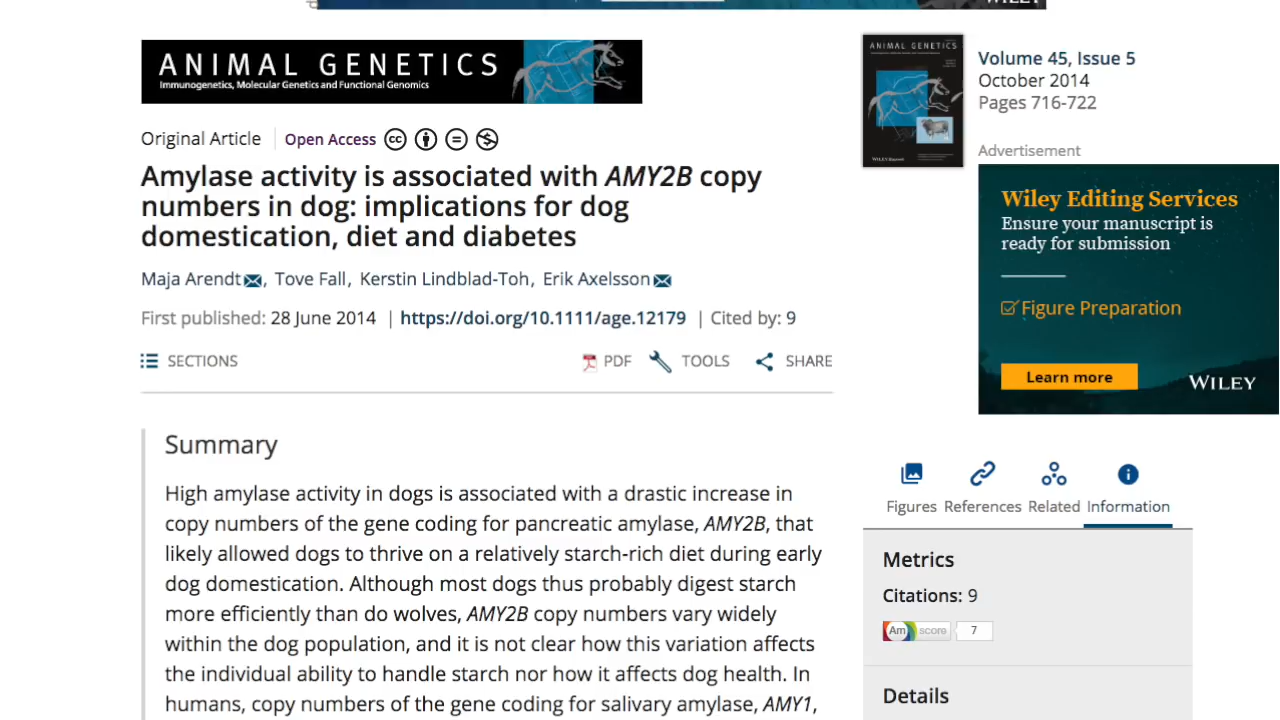 WILEY
ANIMAL GENETICS
Immunogenetics, Molecular Genetics and Functional Genomics
Original Article
Open Access
Amylase activity is associated with AMY2B copy
numbers in dog: implications for dog
domestication, diet and diabetes
Maja Arendt, Tove Fall, Kerstin Lindblad-Toh, Erik Axelsson
First published: 28 June 2014 | https://doi.org/10.1111/age.12179 | Cited by: 9
SECTIONS
PDF
TOOLS
SHARE
Summary
High amylase activity in dogs is associated with a drastic increase in
copy numbers of the gene coding for pancreatic amylase, AMY2B, that
likely allowed dogs to thrive on a relatively starch-rich diet during early
dog domestication. Although most dogs thus probably digest starch
more efficiently than do wolves, AMY2B copy numbers vary widely
within the dog population, and it is not clear how this variation affects
the individual ability to handle starch nor how it affects dog health. In
humans, copy numbers of the gene coding for salivary amylase, AMY1,
ANIMAL GENETICS
Volume 45, Issue 5
October 2014
Pages 716-722
Advertisement
Wiley Editing Services
Ensure your manuscript is
ready for submission
Figure Preparation
Learn more
WILEY
Figures
References
Related
Information
Metrics
Citations: 9
Am score 7
Details